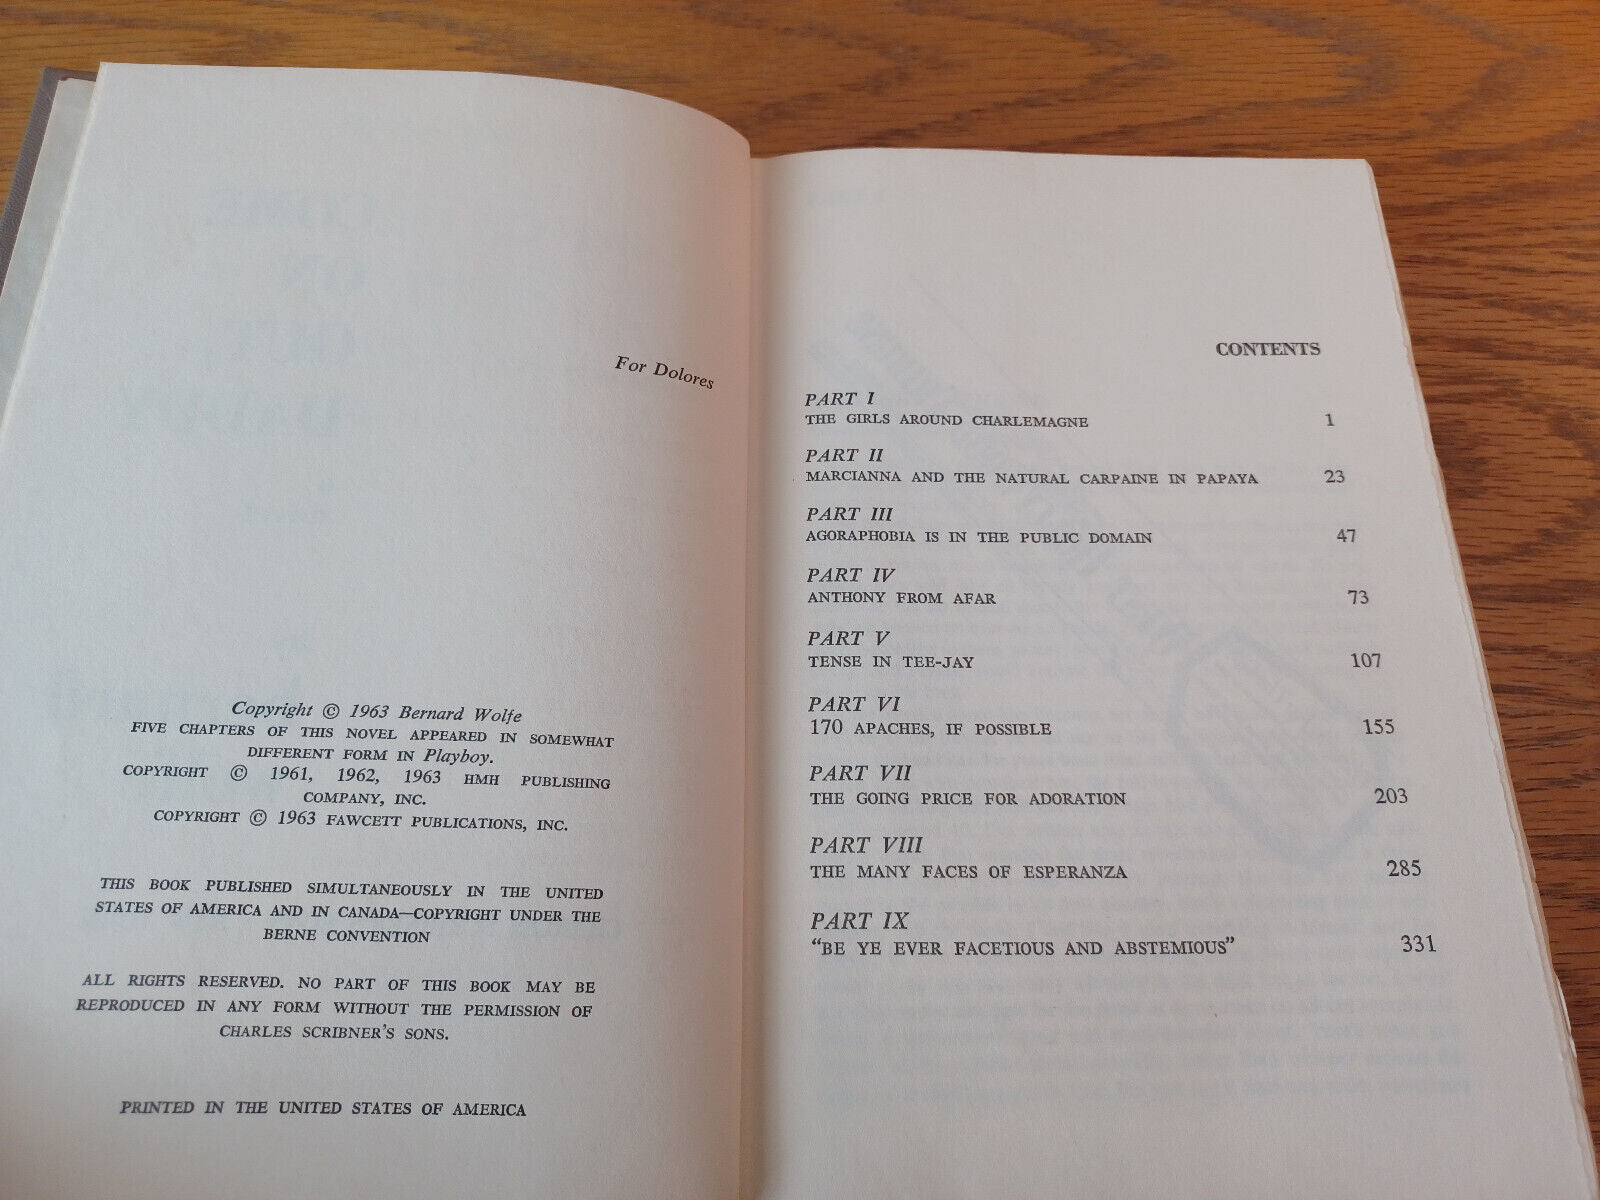 For Dolores
Copyright © 1963 Bernard Wolfe
FIVE CHAPTERS OF THIS NOVEL APPEARED IN SOMEWHAT
DIFFERENT FORM IN Playboy.
COPYRIGHT © 1961, 1962, 1963 HMH PUBLISHING
COMPANY, INC.
COPYRIGHT © 1963 FAWCETT PUBLICATIONS, INC.
THIS BOOK PUBLISHED SIMULTANEOUSLY IN THE UNITED
STATES OF AMERICA AND IN CANADA—COPYRIGHT UNDER THE
BERNE CONVENTION
ALL RIGHTS RESERVED. NO PART OF THIS BOOK MAY BE
REPRODUCED IN ANY FORM WITHOUT THE PERMISSION OF
CHARLES SCRIBNER'S SONS.
PRINTED IN THE UNITED STATES OF AMERICA
CONTENTS
PART I
THE GIRLS AROUND CHARLEMAGNE 1
PART II
MARCIANNA AND THE NATURAL CARPAINE IN PAPAYA 23
PART III
AGORAPHOBIA IS IN THE PUBLIC DOMAIN 47
PART IV
ANTHONY FROM AFAR 73
PART V
TENSE IN TEE-JAY 107
PART VI
170 APACHES, IF POSSIBLE 155
PART VII
THE GOING PRICE FOR ADORATION 203
PART VIII
THE MANY FACES OF ESPERANZA 285
PART IX
"BE YE EVER FACETIOUS AND ABSTEMIOUS" 331